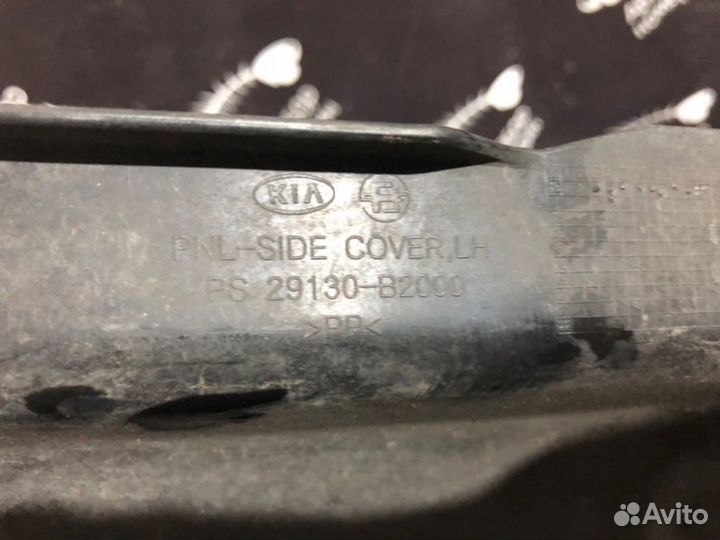 KIA
PNL-SIDE COVER,LH
PS 29130-B2000
>PP<
Avito